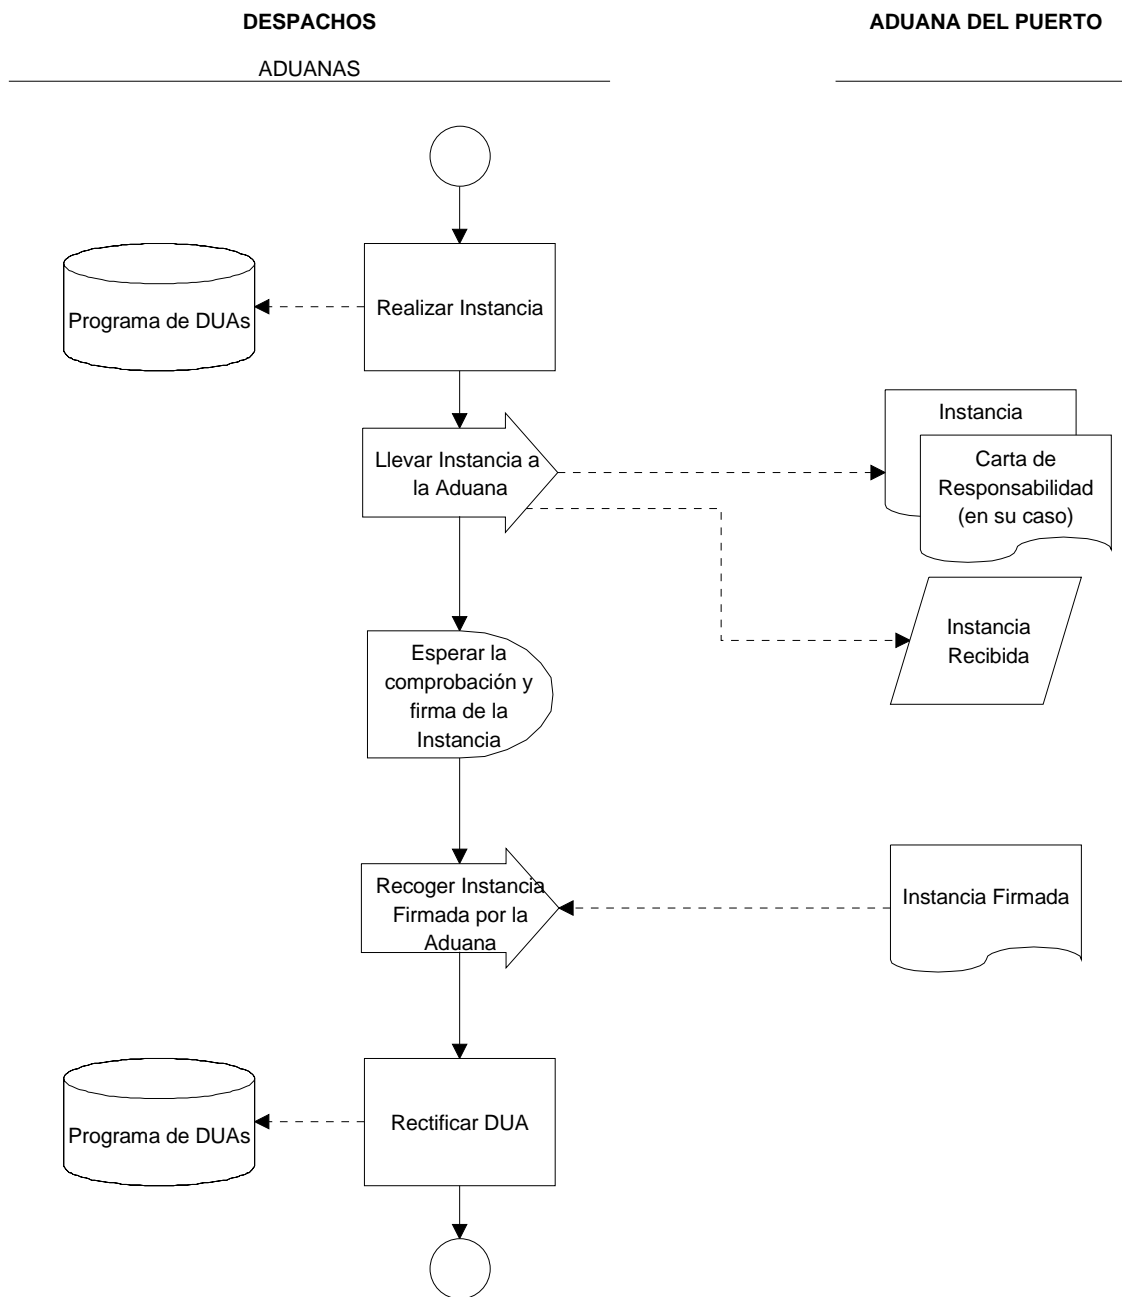 DESPACHOS
ADUANA DEL PUERTO
ADUANAS
Programa de DUAs
Realizar Instancia
Llevar Instancia a
la Aduana
Instancia
Carta de
Responsabilidad
(en su caso)
Instancia
Recibida
Esperar la
comprobación y
firma de la
Instancia
Recoger Instancia
Firmada por la
Aduana
Instancia Firmada
Programa de DUAs
Rectificar DUA